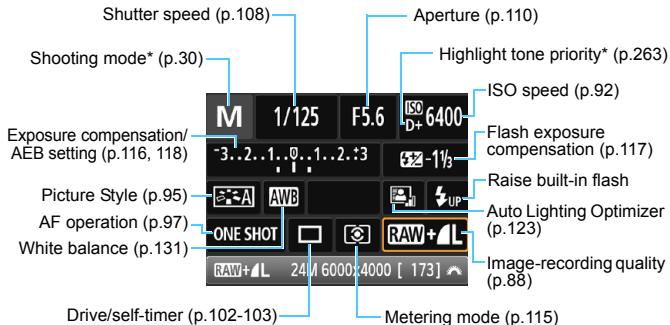 Shutter speed (p.108)
Aperture (p.110)
Shooting mode* (p.30)
Highlight tone priority* (p.263)
ISO speed (p.92)
M 1/125 F5.6 ISO D+ 6400
Exposure compensation/
AEB setting (p.116, 118)
-3..2..1..0..1..2..+3
-1⅓
Flash exposure
compensation (p.117)
Picture Style (p.95)
A AWB UP
Raise built-in flash
AF operation (p.97)
Auto Lighting Optimizer
(p.123)
White balance (p.131)
ONE SHOT RAW+L
Image-recording quality
(p.88)
RAW+L 24M 6000x4000 [ 173]
Drive/self-timer (p.102-103)
Metering mode (p.115)